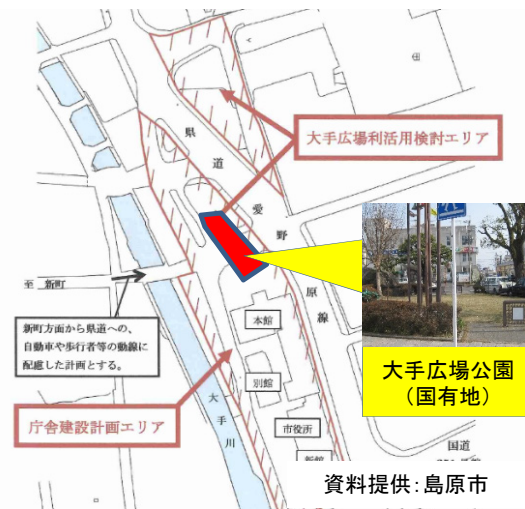 大手広場利活用検討エリア
県
道
愛
野
原
線
至 新町
新町方面から県道への、
自動車や歩行者等の動線に
配慮した計画とする。
本館
別館
大手広場公園
（国有地）
庁舎建設計画エリア
大
手
川
市役所
国道
資料提供：島原市